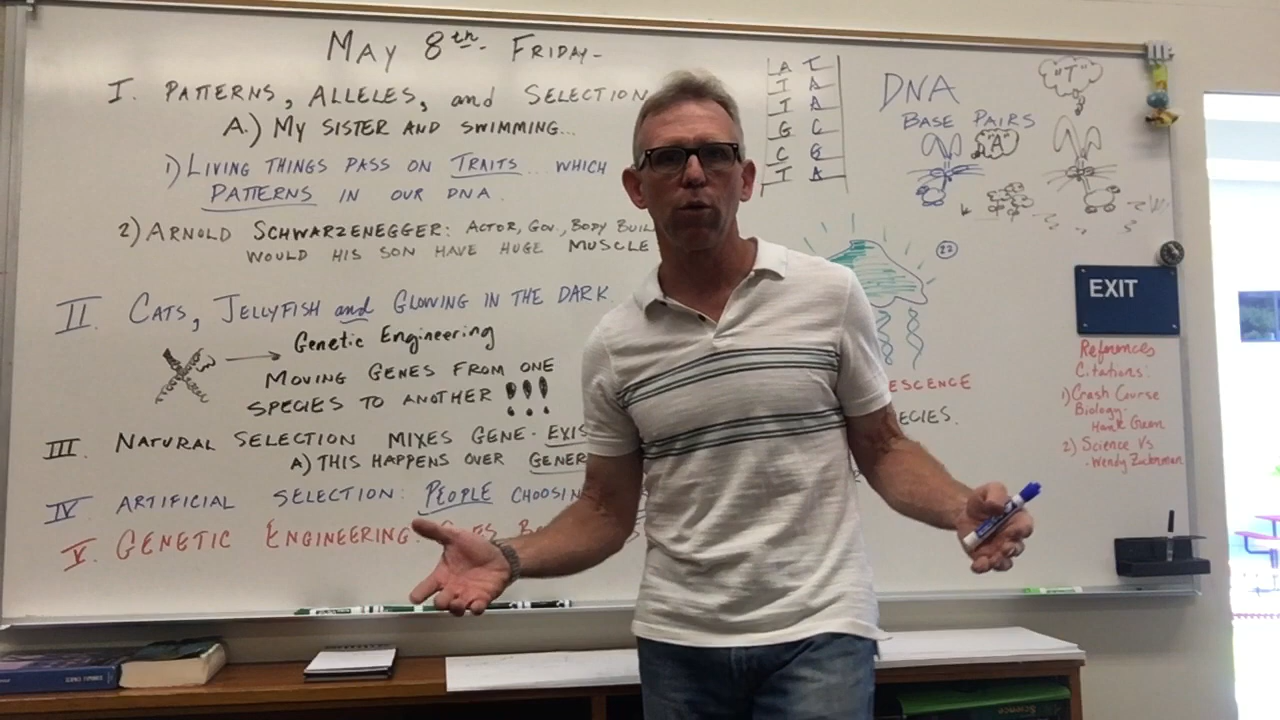 MAY 8th. FRIDAY-
I. PATTERNS, ALLELES, and SELECTION
A.) MY SISTER AND SWIMMING...
1) LIVING THINGS PASS ON TRAITS... WHICH
PATTERNS IN OUR DNA.
2) ARNOLD SCHWARZENEGGER: ACTOR, GOV., BODY BUIL
WOULD HIS SON HAVE HUGE MUSCLE
II. CATS, JELLYFISH and GLOWING IN THE DARK.
Genetic Engineering
MOVING GENES FROM ONE
SPECIES TO ANOTHER !!!
III. NATURAL SELECTION MIXES GENE. EXIS
A) THIS HAPPENS OVER GENER
IV ARTIFICIAL SELECTION: PEOPLE CHOOSIN
V. GENETIC ENGINEERING:
A T
T A
T A
G C
C G
T A
DNA
BASE PAIRS
"T"
"A"
ESCENCE
ECIES.
EXIT
References
Citations:
1) Crash Course
Biology-
Hank Green
2) Science Vs
-Wendy Zuckerman
Science